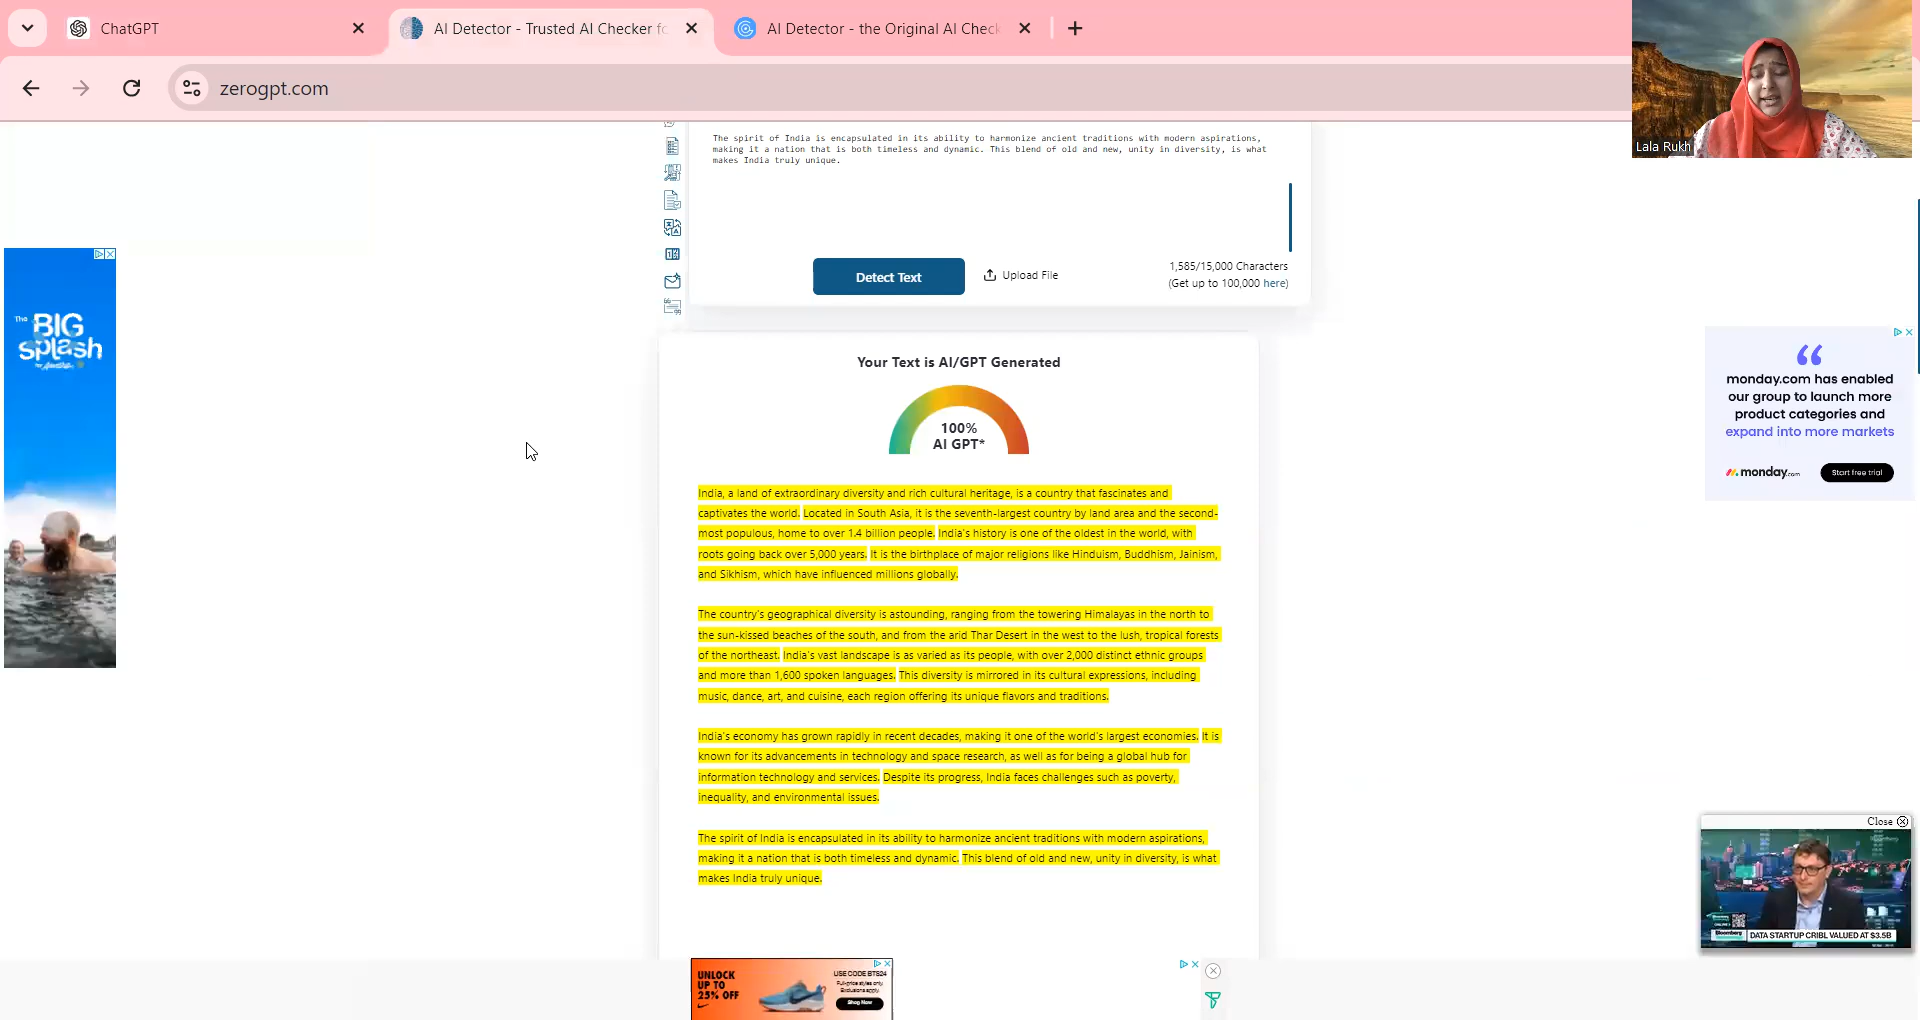 ChatGPT
AI Detector - Trusted AI Checker fo
AI Detector - the Original AI Check
zerogpt.com
Lala Rukh
The spirit of India is encapsulated in its ability to harmonize ancient traditions with modern aspirations,
making it a nation that is both timeless and dynamic. This blend of old and new, unity in diversity, is what
makes India truly unique.
Detect Text
Upload File
1,585/15,000 Characters
(Get up to 100,000 here)
The BIG
splash
Your Text is AI/GPT Generated
100%
AI GPT*
India, a land of extraordinary diversity and rich cultural heritage, is a country that fascinates and
captivates the world. Located in South Asia, it is the seventh-largest country by land area and the second-
most populous, home to over 1.4 billion people. India's history is one of the oldest in the world, with
roots going back over 5,000 years. It is the birthplace of major religions like Hinduism, Buddhism, Jainism,
and Sikhism, which have influenced millions globally.
The country's geographical diversity is astounding, ranging from the towering Himalayas in the north to
the sun-kissed beaches of the south, and from the arid Thar Desert in the west to the lush, tropical forests
of the northeast. India's vast landscape is as varied as its people, with over 2,000 distinct ethnic groups
and more than 1,600 spoken languages. This diversity is mirrored in its cultural expressions, including
music, dance, art, and cuisine, each region offering its unique flavors and traditions.
India's economy has grown rapidly in recent decades, making it one of the world's largest economies. It is
known for its advancements in technology and space research, as well as for being a global hub for
information technology and services. Despite its progress, India faces challenges such as poverty,
inequality, and environmental issues.
The spirit of India is encapsulated in its ability to harmonize ancient traditions with modern aspirations,
making it a nation that is both timeless and dynamic. This blend of old and new, unity in diversity, is what
makes India truly unique.
monday.com has enabled
our group to launch more
product categories and
expand into more markets
monday.com
Start free trial
Close
Bloomberg
DATA STARTUP CRIBL VALUED AT $3.5B
UNLOCK
UP TO
25% OFF
USE CODE BTS24
Full-price styles only.
Exclusions apply.
Shop Now